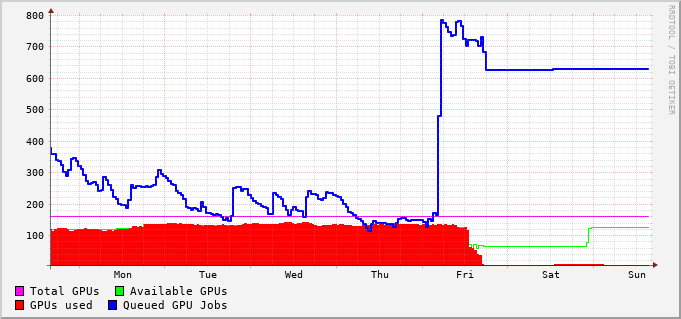 800
700
600
500
400
300
200
100
Mon Tue Wed Thu Fri Sat Sun
Total GPUs Available GPUs
GPUs used Queued GPU Jobs
RRDTOOL / TOBI OETIKER